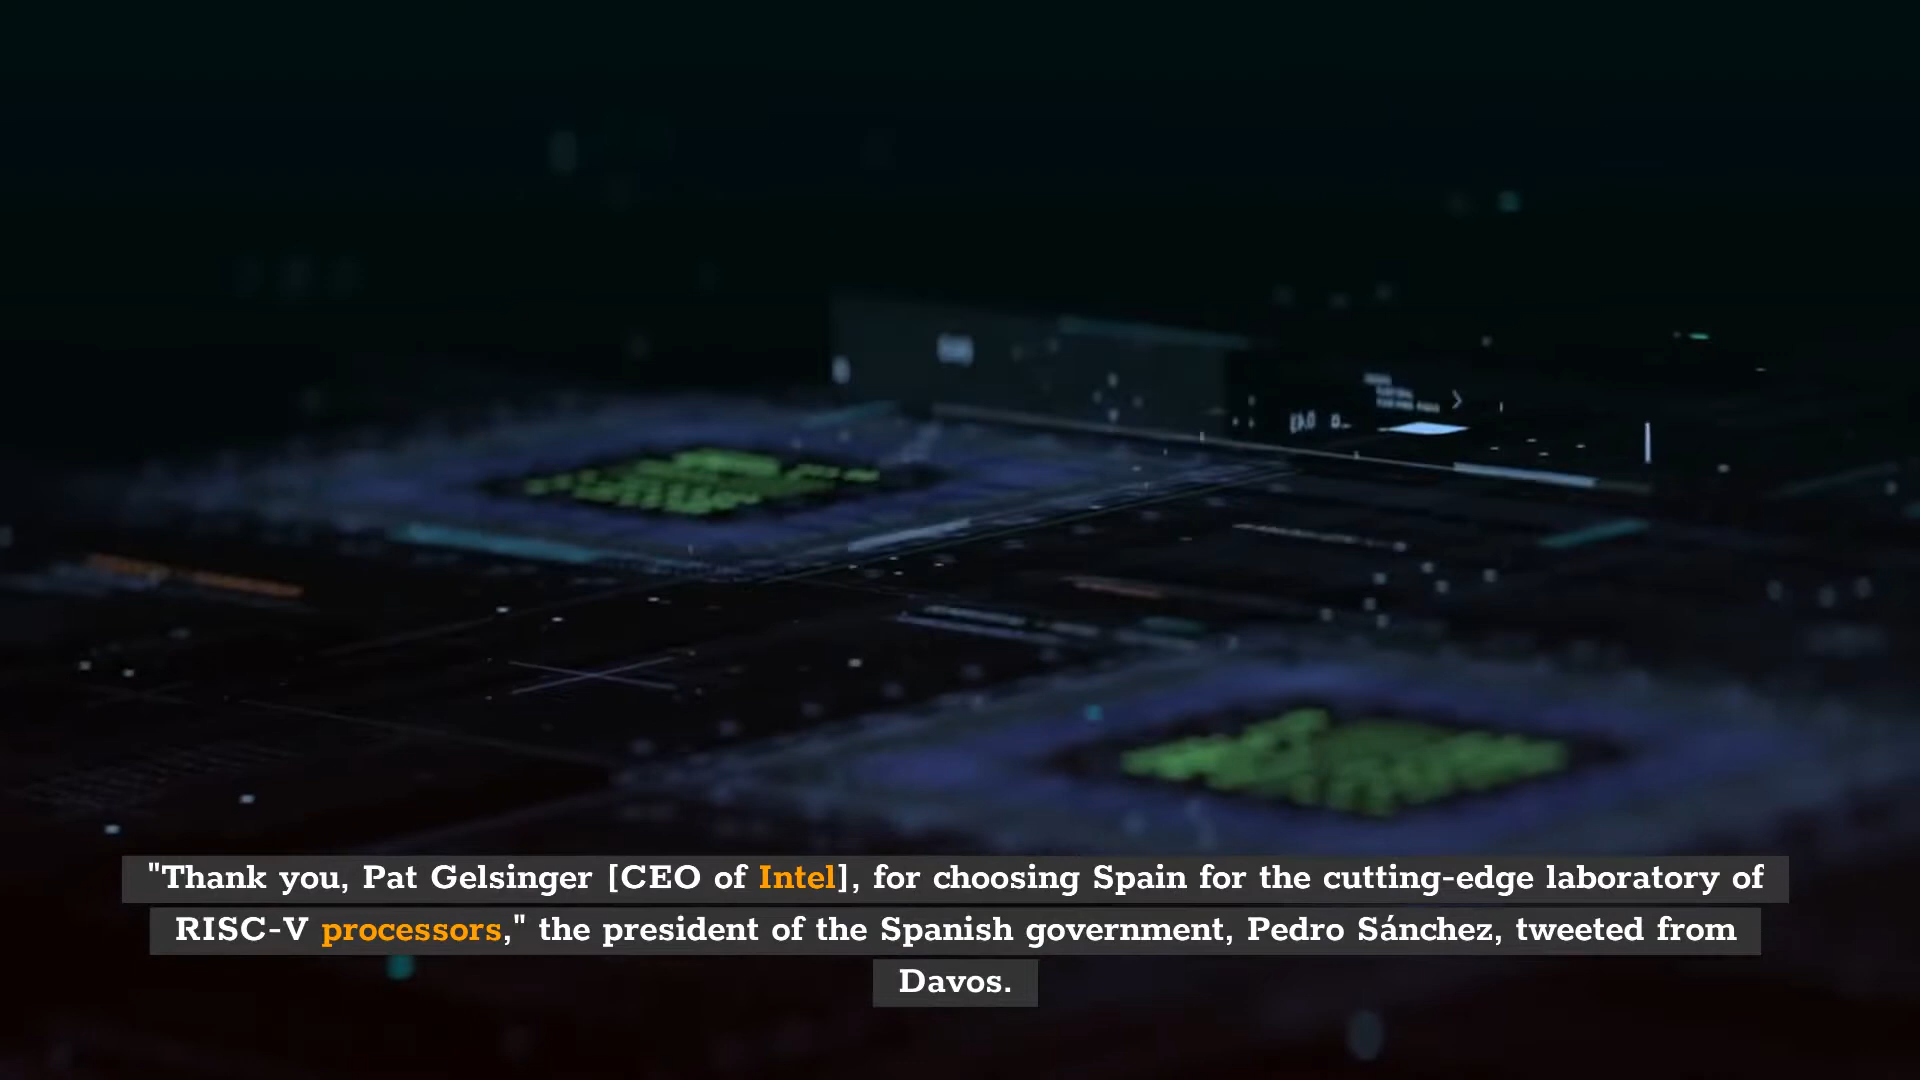 "Thank you, Pat Gelsinger [CEO of Intel], for choosing Spain for the cutting-edge laboratory of
RISC-V processors," the president of the Spanish government, Pedro Sánchez, tweeted from
Davos.